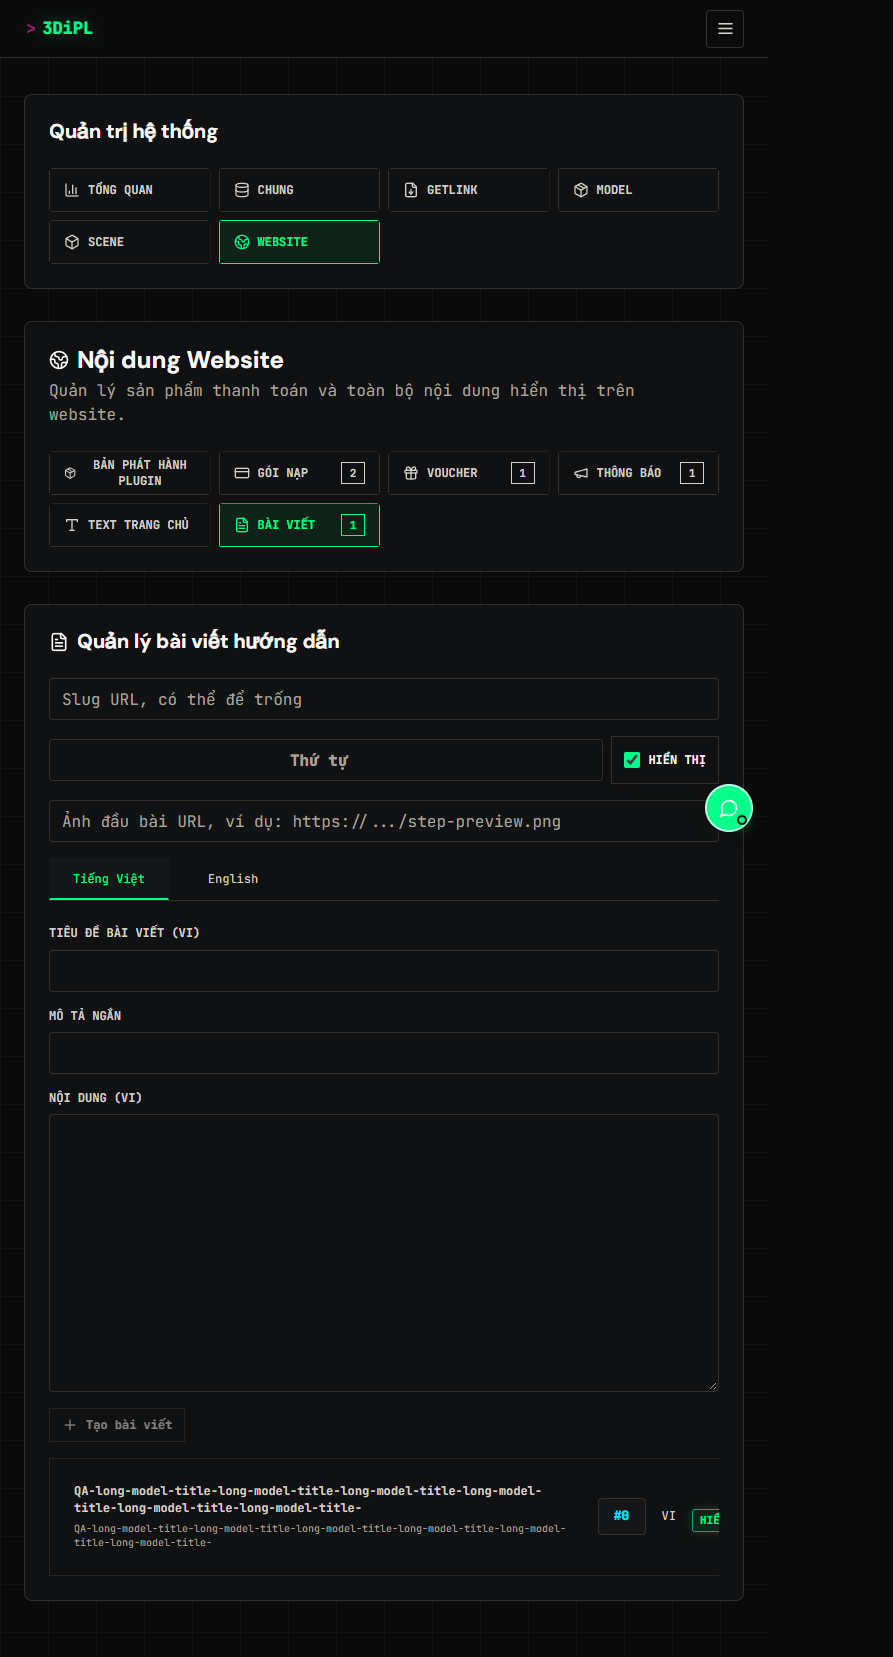 > 3DiPL
Quản trị hệ thống
TỔNG QUAN
CHUNG
GETLINK
MODEL
SCENE
WEBSITE
Nội dung Website
Quản lý sản phẩm thanh toán và toàn bộ nội dung hiển thị trên
website.
BẢN PHÁT HÀNH
PLUGIN
GÓI NẠP 2
VOUCHER 1
THÔNG BÁO 1
TEXT TRANG CHỦ
BÀI VIẾT 1
Quản lý bài viết hướng dẫn
Slug URL, có thể để trống
Thứ tự
HIỂN THỊ
Ảnh đầu bài URL, ví dụ: https://.../step-preview.png
Tiếng Việt
English
TIÊU ĐỀ BÀI VIẾT (VI)
MÔ TẢ NGẮN
NỘI DUNG (VI)
+ Tạo bài viết
QA-long-model-title-long-model-title-long-model-title-long-model-
title-long-model-title-long-model-title-
QA-long-model-title-long-model-title-long-model-title-long-model-title-long-model-
title-long-model-title-
#0
VI